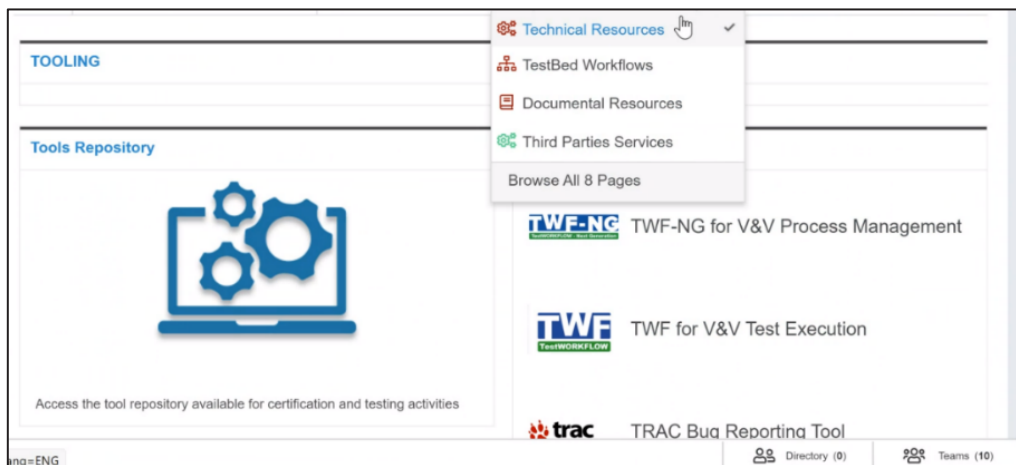 Technical Resources
TOOLING
TestBed Workflows
Documental Resources
Third Parties Services
Tools Repository
Browse All 8 Pages
TWF-NG
TestWORKFLOW - Next Generation
TWF-NG for V&V Process Management
TWF
TestWORKFLOW
TWF for V&V Test Execution
Access the tool repository available for certification and testing activities
trac
TRAC Bug Reporting Tool
ang=ENG
Directory (0)
Teams (10)